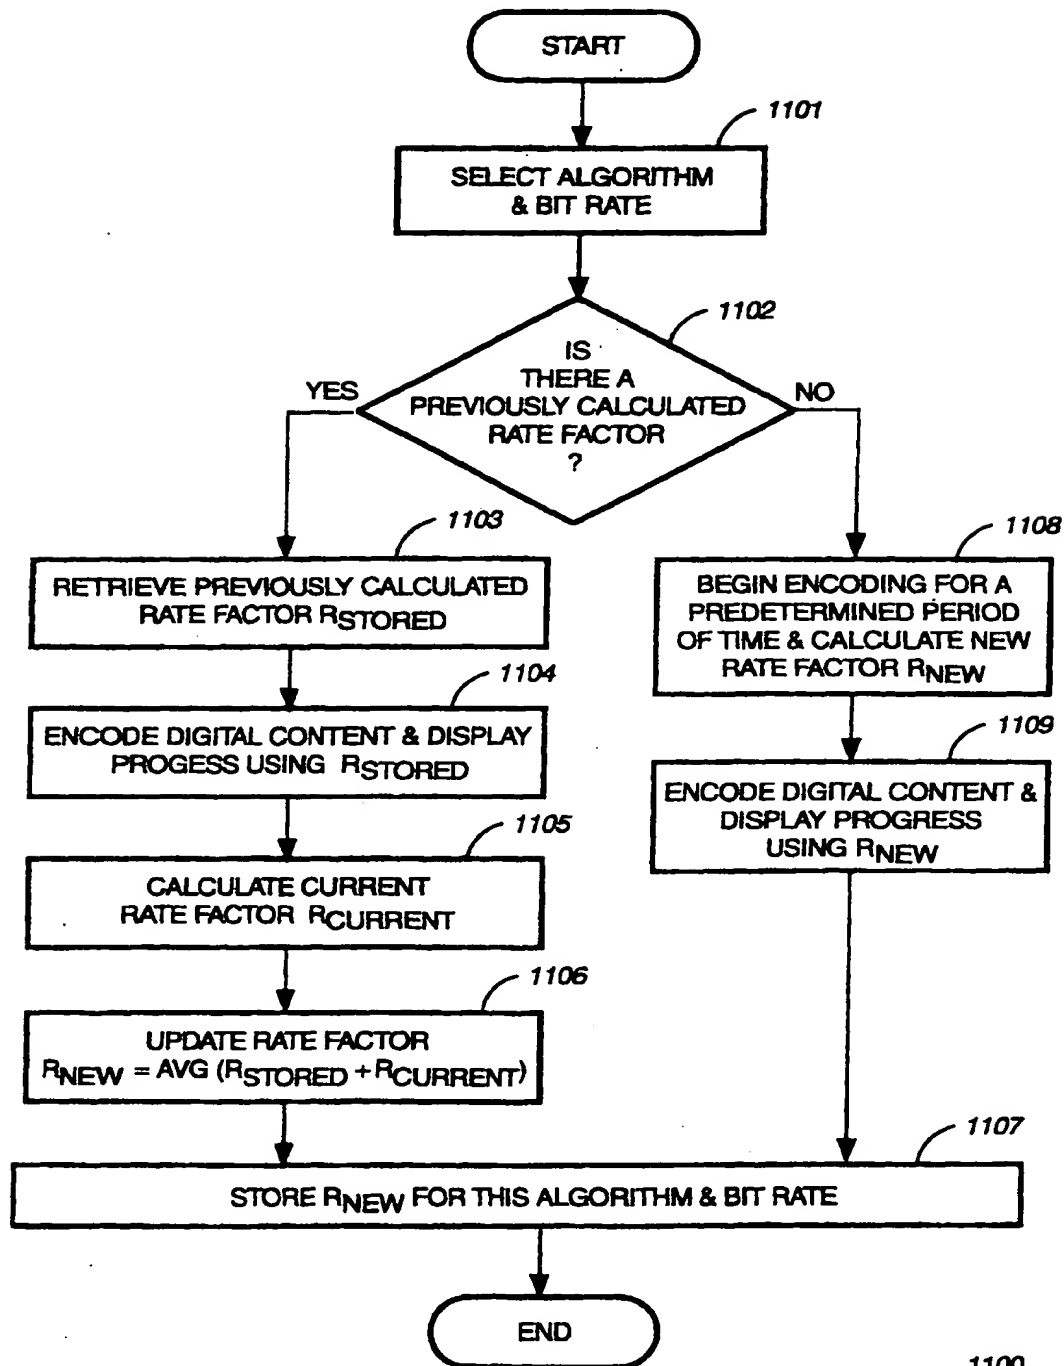 START
1101
SELECT ALGORITHM
& BIT RATE
1102
IS
THERE A
PREVIOUSLY CALCULATED
RATE FACTOR
?
YES
NO
1103
RETRIEVE PREVIOUSLY CALCULATED
RATE FACTOR RSTORED
1108
BEGIN ENCODING FOR A
PREDETERMINED PERIOD
OF TIME & CALCULATE NEW
RATE FACTOR RNEW
1104
ENCODE DIGITAL CONTENT & DISPLAY
PROGESS USING RSTORED
1109
ENCODE DIGITAL CONTENT &
DISPLAY PROGRESS
USING RNEW
1105
CALCULATE CURRENT
RATE FACTOR RCURRENT
1106
UPDATE RATE FACTOR
RNEW = AVG (RSTORED + RCURRENT)
1107
STORE RNEW FOR THIS ALGORITHM & BIT RATE
END
1100